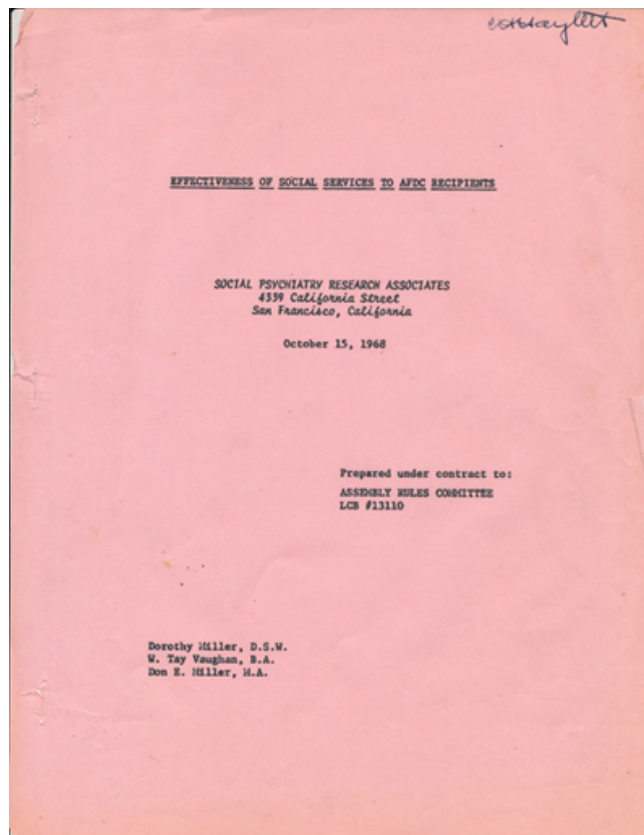 EFFECTIVENESS OF SOCIAL SERVICES TO AFDC RECIPIENTS
SOCIAL PSYCHIATRY RESEARCH ASSOCIATES
4339 California Street
San Francisco, California
October 15, 1968
Prepared under contract to:
ASSEMBLY RULES COMMITTEE
LCB #13110
Dorothy Miller, D.S.W.
W. Tay Vaughan, B.A.
Don E. Miller, M.A.